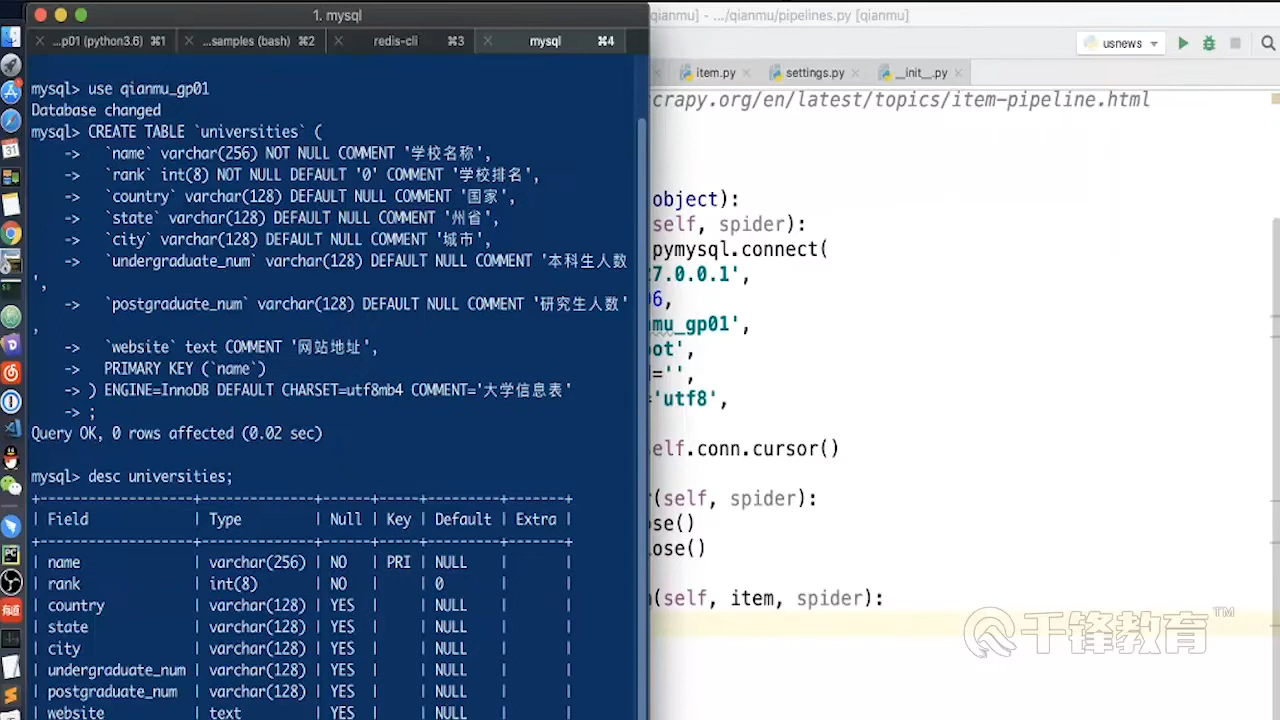 1. mysql
...p01 (python3.6) ⌘1
...samples (bash) ⌘2
redis-cli ⌘3
mysql ⌘4
mysql> use qianmu_gp01
Database changed
mysql> CREATE TABLE `universities` (
-> `name` varchar(256) NOT NULL COMMENT '学校名称',
-> `rank` int(8) NOT NULL DEFAULT '0' COMMENT '学校排名',
-> `country` varchar(128) DEFAULT NULL COMMENT '国家',
-> `state` varchar(128) DEFAULT NULL COMMENT '州省',
-> `city` varchar(128) DEFAULT NULL COMMENT '城市',
-> `undergraduate_num` varchar(128) DEFAULT NULL COMMENT '本科生人数
',
-> `postgraduate_num` varchar(128) DEFAULT NULL COMMENT '研究生人数'
,
-> `website` text COMMENT '网站地址',
-> PRIMARY KEY (`name`)
-> ) ENGINE=InnoDB DEFAULT CHARSET=utf8mb4 COMMENT='大学信息表'
-> ;
Query OK, 0 rows affected (0.02 sec)
mysql> desc universities;
+-------------------+--------------+------+-----+---------+-------+
| Field | Type | Null | Key | Default | Extra |
+-------------------+--------------+------+-----+---------+-------+
| name | varchar(256) | NO | PRI | NULL | |
| rank | int(8) | NO | | 0 | |
| country | varchar(128) | YES | | NULL | |
| state | varchar(128) | YES | | NULL | |
| city | varchar(128) | YES | | NULL | |
| undergraduate_num | varchar(128) | YES | | NULL | |
| postgraduate_num | varchar(128) | YES | | NULL | |
| website | text | YES | | NULL | |
qianmu] - .../qianmu/pipelines.py [qianmu]
usnews
item.py
settings.py
__init__.py
crapy.org/en/latest/topics/item-pipeline.html
object):
self, spider):
pymysql.connect(
27.0.0.1',
06,
nmu_gp01',
oot',
='',
='utf8',
self.conn.cursor()
(self, spider):
ose()
lose()
(self, item, spider):
千锋教育 TM